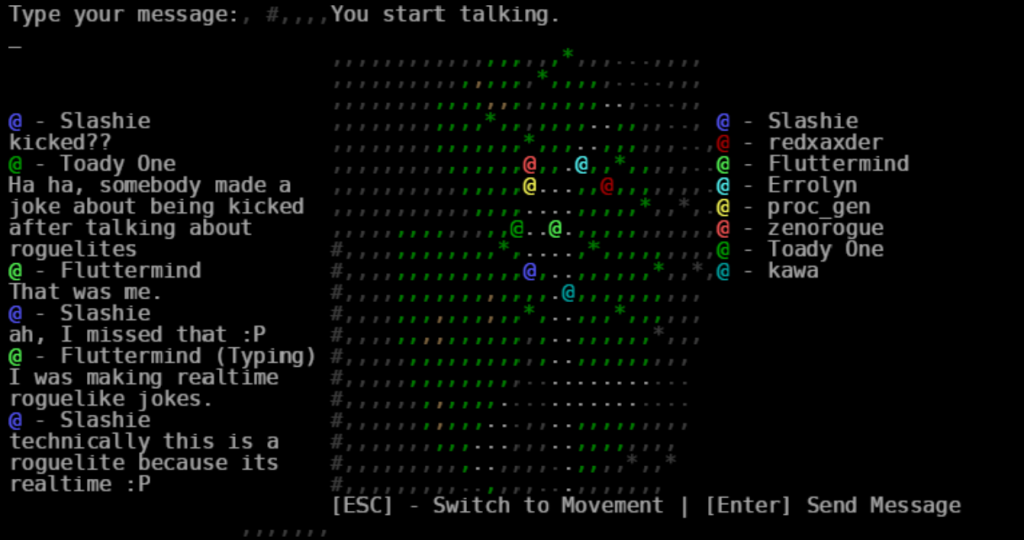 Type your message:
You start talking.
@ - Slashie
kicked??
@ - Toady One
Ha ha, somebody made a
joke about being kicked
after talking about
roguelites
@ - Fluttermind
That was me.
@ - Slashie
ah, I missed that :P
@ - Fluttermind (Typing)
I was making realtime
roguelike jokes.
@ - Slashie
technically this is a
roguelite because its
realtime :P
@ - Slashie
@ - redxaxder
@ - Fluttermind
@ - Errolyn
@ - proc_gen
@ - zenorogue
@ - Toady One
@ - kawa
[ESC] - Switch to Movement | [Enter] Send Message